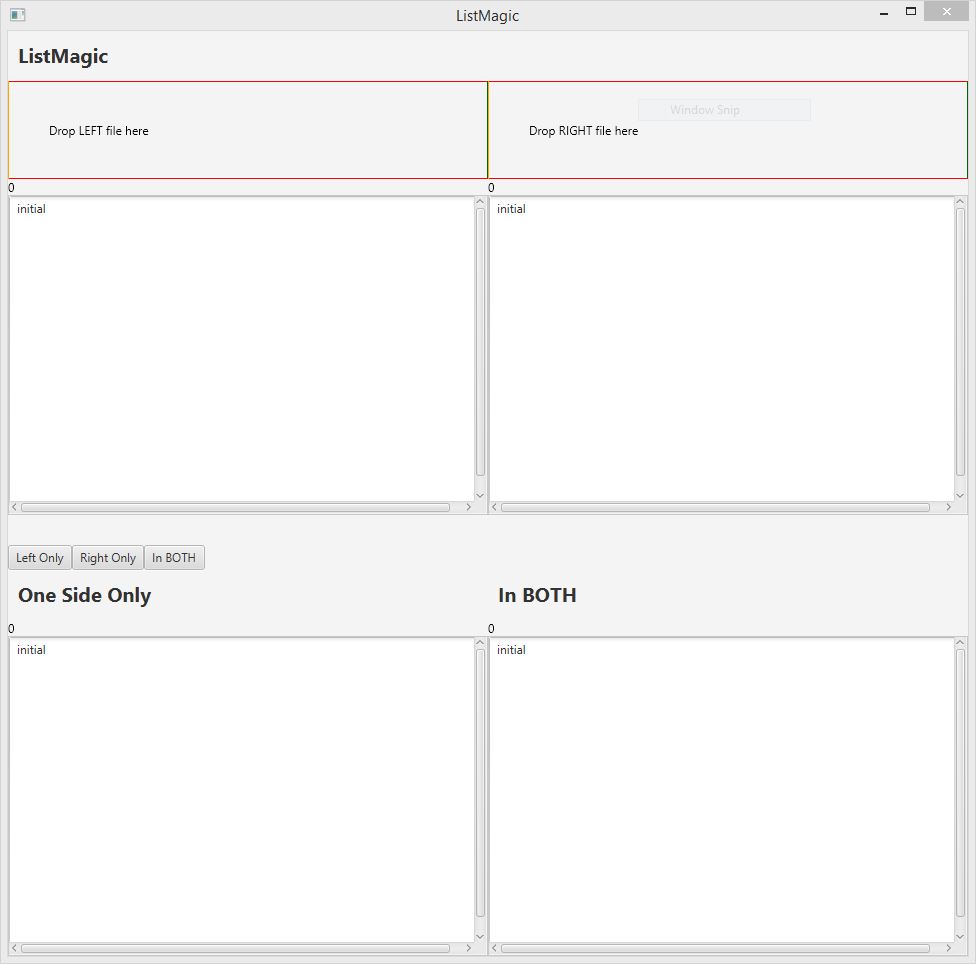 ListMagic
ListMagic
Drop LEFT file here
Window Snip
Drop RIGHT file here
0
0
initial
initial
Left Only
Right Only
In BOTH
One Side Only
In BOTH
0
0
initial
initial